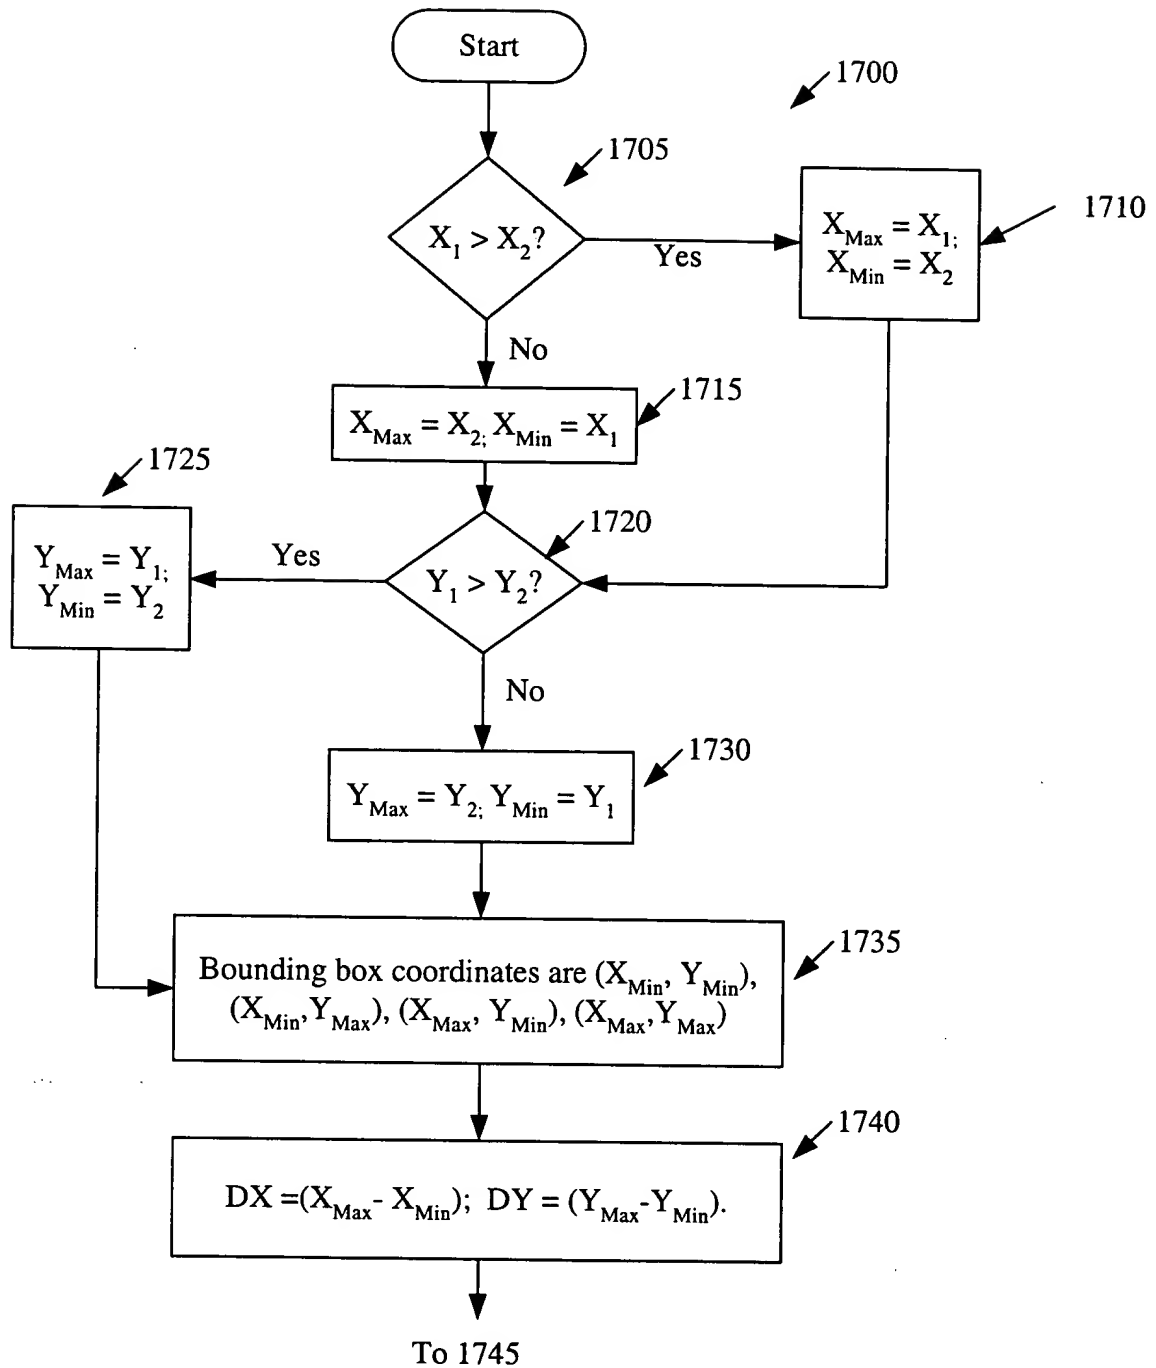 Start
1700
1705
X1 > X2?
Yes
1710
XMax = X1;
XMin = X2
No
1715
XMax = X2; XMin = X1
1725
1720
YMax = Y1;
YMin = Y2
Yes
Y1 > Y2?
No
1730
YMax = Y2; YMin = Y1
1735
Bounding box coordinates are (XMin, YMin),
(XMin,YMax), (XMax, YMin), (XMax,YMax)
1740
DX =(XMax- XMin); DY = (YMax-YMin).
To 1745